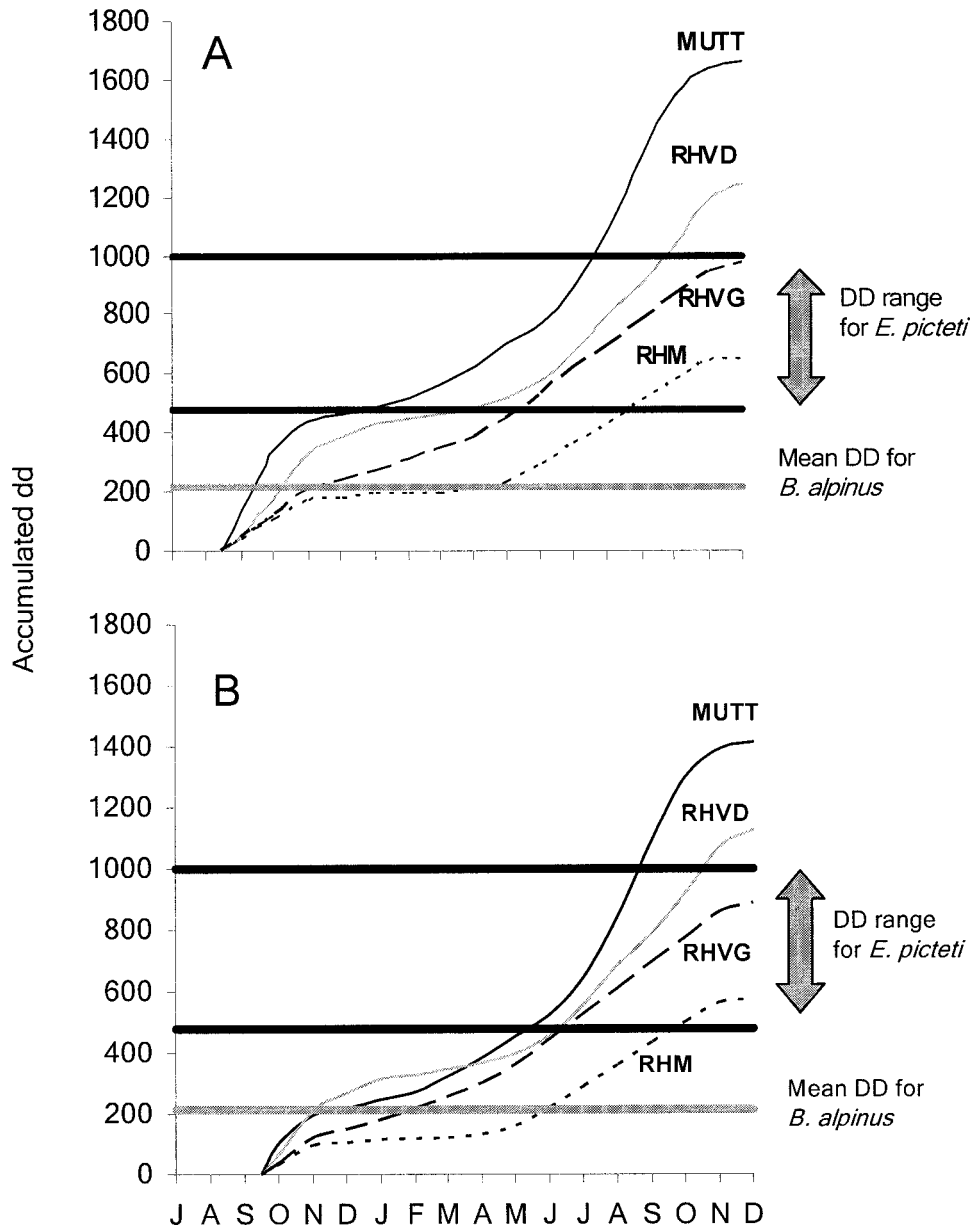 A
1800
1600
1400
1200
1000
800
600
400
200
0
MUTT
RHVD
RHVG
RHM
DD range
for E. picteti
Mean DD for
B. alpinus
Accumulated dd
B
1800
1600
1400
1200
1000
800
600
400
200
0
MUTT
RHVD
RHVG
RHM
DD range
for E. picteti
Mean DD for
B. alpinus
J A S O N D J F M A M J J A S O N D